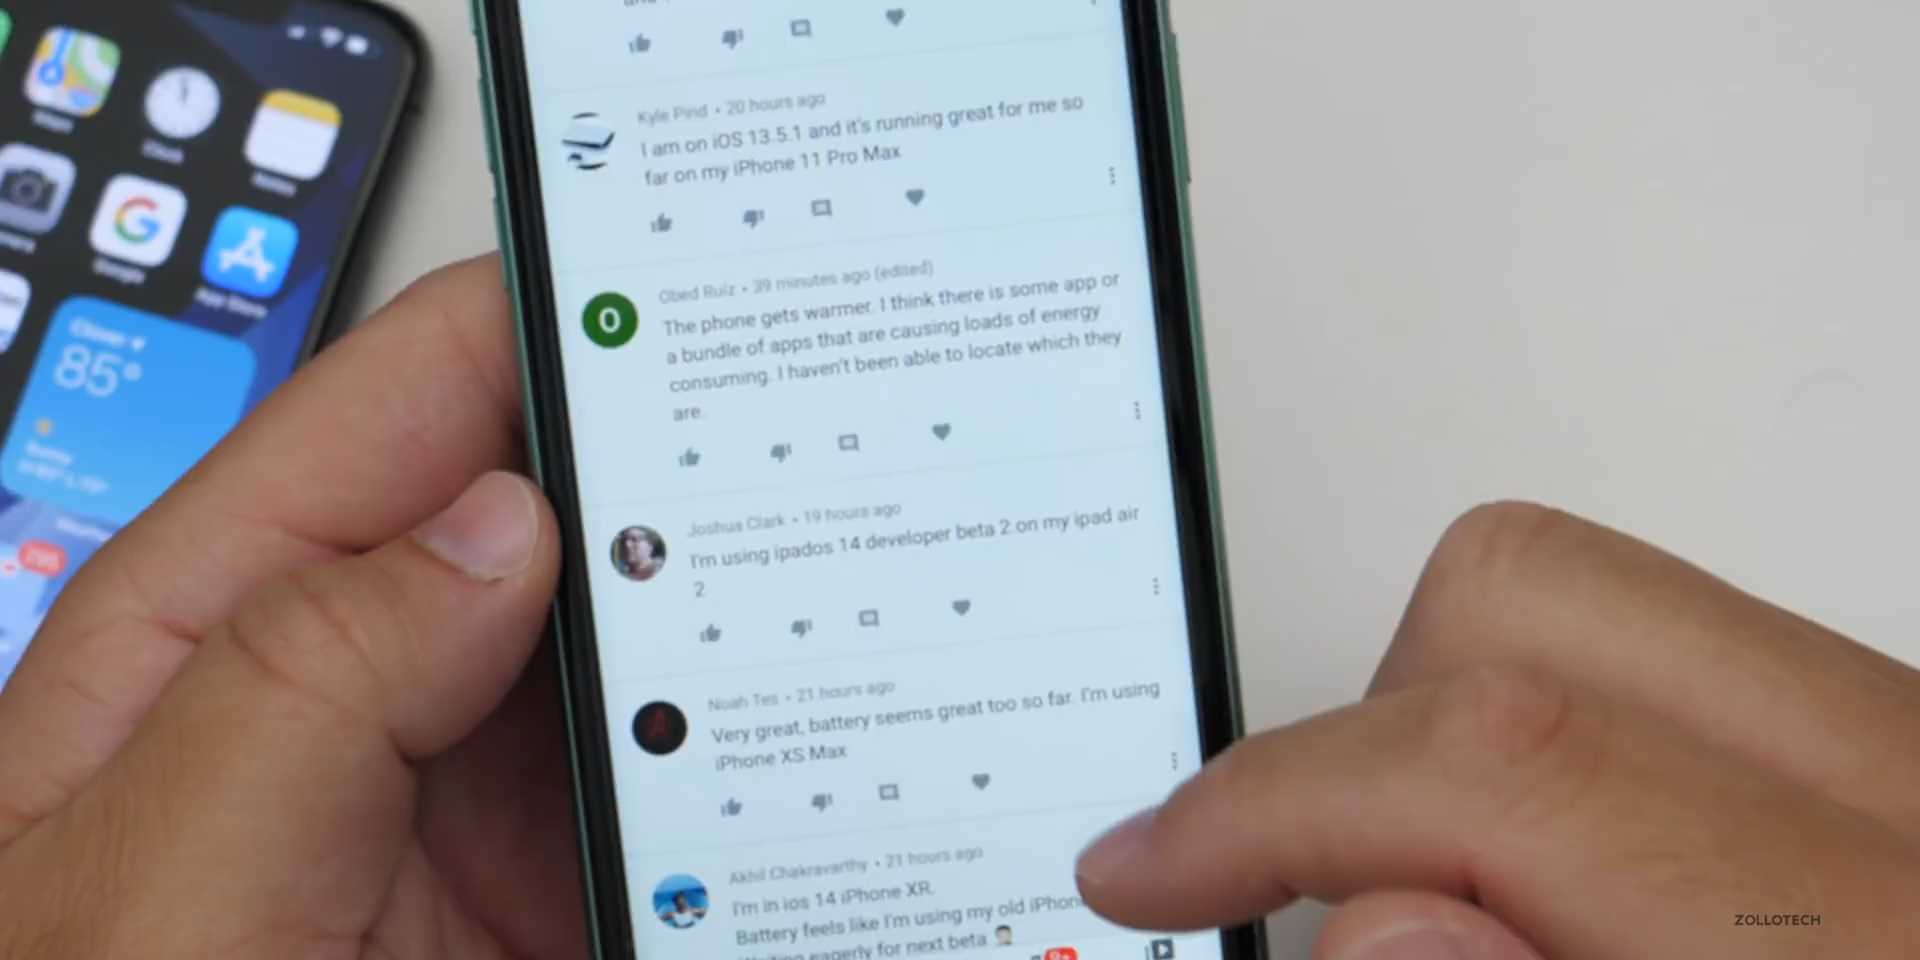 Kyle Pind • 20 hours ago
I am on iOS 13.5.1 and it's running great for me so
far on my iPhone 11 Pro Max
Obed Ruiz • 39 minutes ago (edited)
The phone gets warmer. I think there is some app or
a bundle of apps that are causing loads of energy
consuming. I haven't been able to locate which they
are.
O
Joshua Clark • 19 hours ago
I'm using ipados 14 developer beta 2 on my ipad air
2
Noah Tes • 21 hours ago
Very great, battery seems great too so far. I'm using
iPhone XS Max
Akhil Chakravarthy • 21 hours ago
I'm in ios 14 iPhone XR.
Battery feels like I'm using my old iPhon
eagerly for next beta
9+
Clock
Google
App Store
85°
Sunny
ZOLLOTECH